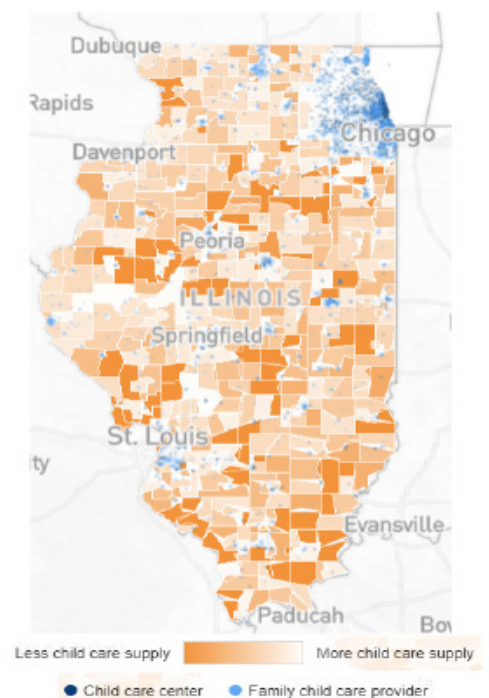 Dubuque
Rapids
Chicago
Davenport
Peoria
ILLINOIS
Springfield
St. Louis
ity
Evansville
Paducah
Bov
Less child care supply More child care supply
Child care center Family child care provider